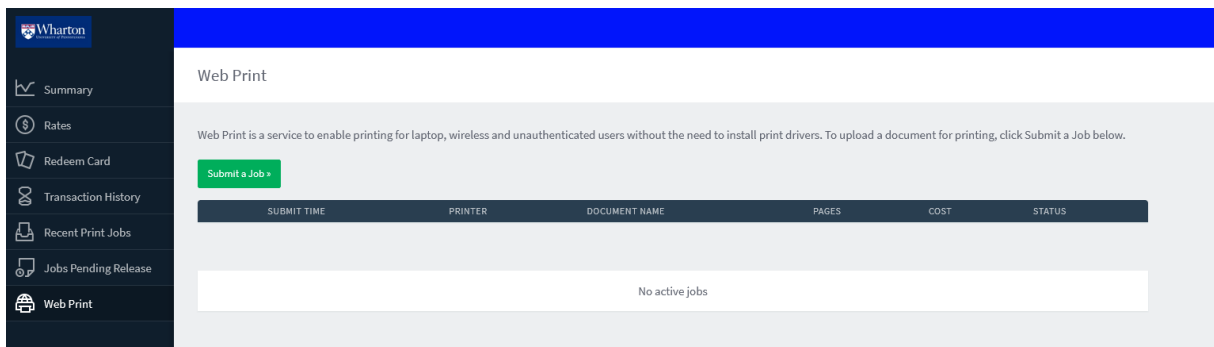 Wharton
Summary
Rates
Redeem Card
Transaction History
Recent Print Jobs
Jobs Pending Release
Web Print
Web Print
Web Print is a service to enable printing for laptop, wireless and unauthenticated users without the need to install print drivers. To upload a document for printing, click Submit a Job below.
Submit a Job »
SUBMIT TIME PRINTER DOCUMENT NAME PAGES COST STATUS
No active jobs